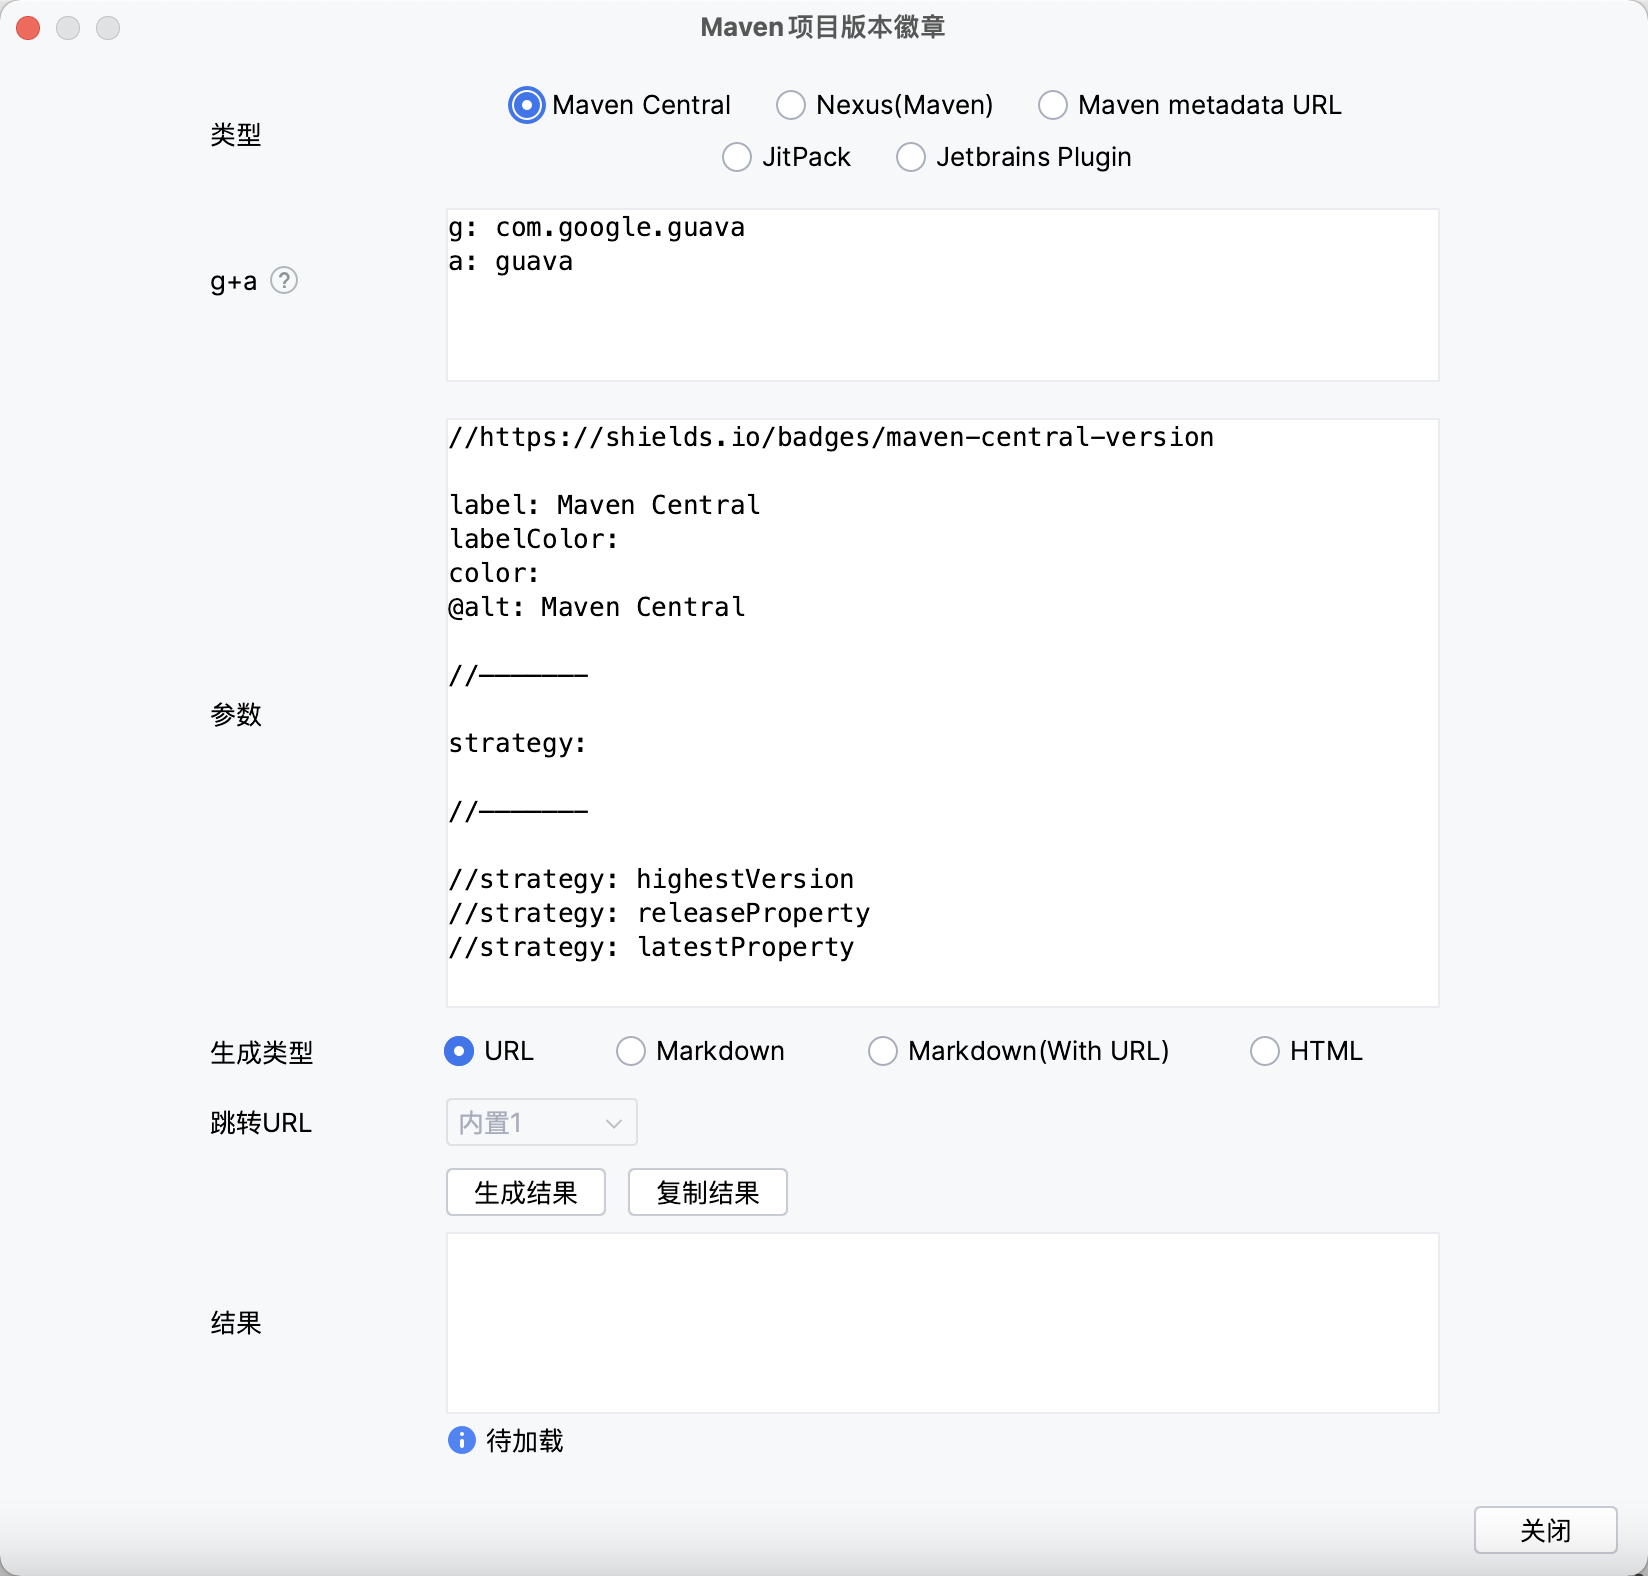 Maven项目版本徽章
类型
Maven Central
Nexus(Maven)
Maven metadata URL
JitPack
Jetbrains Plugin
g+a ?
g: com.google.guava
a: guava
参数
//https://shields.io/badges/maven-central-version
label: Maven Central
labelColor:
color:
@alt: Maven Central
//———————
strategy:
//———————
//strategy: highestVersion
//strategy: releaseProperty
//strategy: latestProperty
生成类型
URL
Markdown
Markdown(With URL)
HTML
跳转URL
内置1
生成结果
复制结果
结果
待加载
关闭